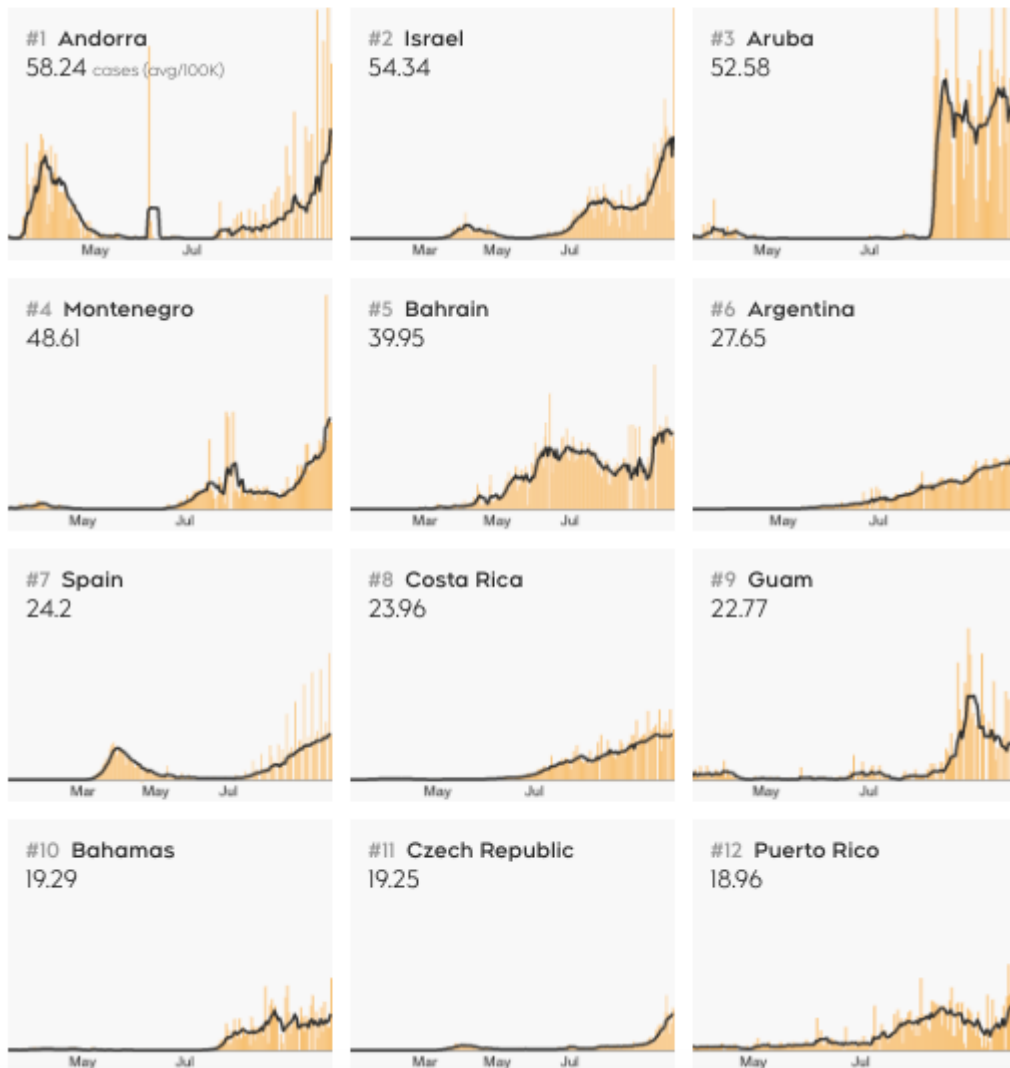 #1 Andorra
58.24 cases (avg/100K)
May Jul
#2 Israel
54.34
Mar May Jul
#3 Aruba
52.58
May Jul
#4 Montenegro
48.61
May Jul
#5 Bahrain
39.95
Mar May Jul
#6 Argentina
27.65
May Jul
#7 Spain
24.2
Mar May Jul
#8 Costa Rica
23.96
May Jul
#9 Guam
22.77
May Jul
#10 Bahamas
19.29
May Jul
#11 Czech Republic
19.25
Mar May Jul
#12 Puerto Rico
18.96
May Jul